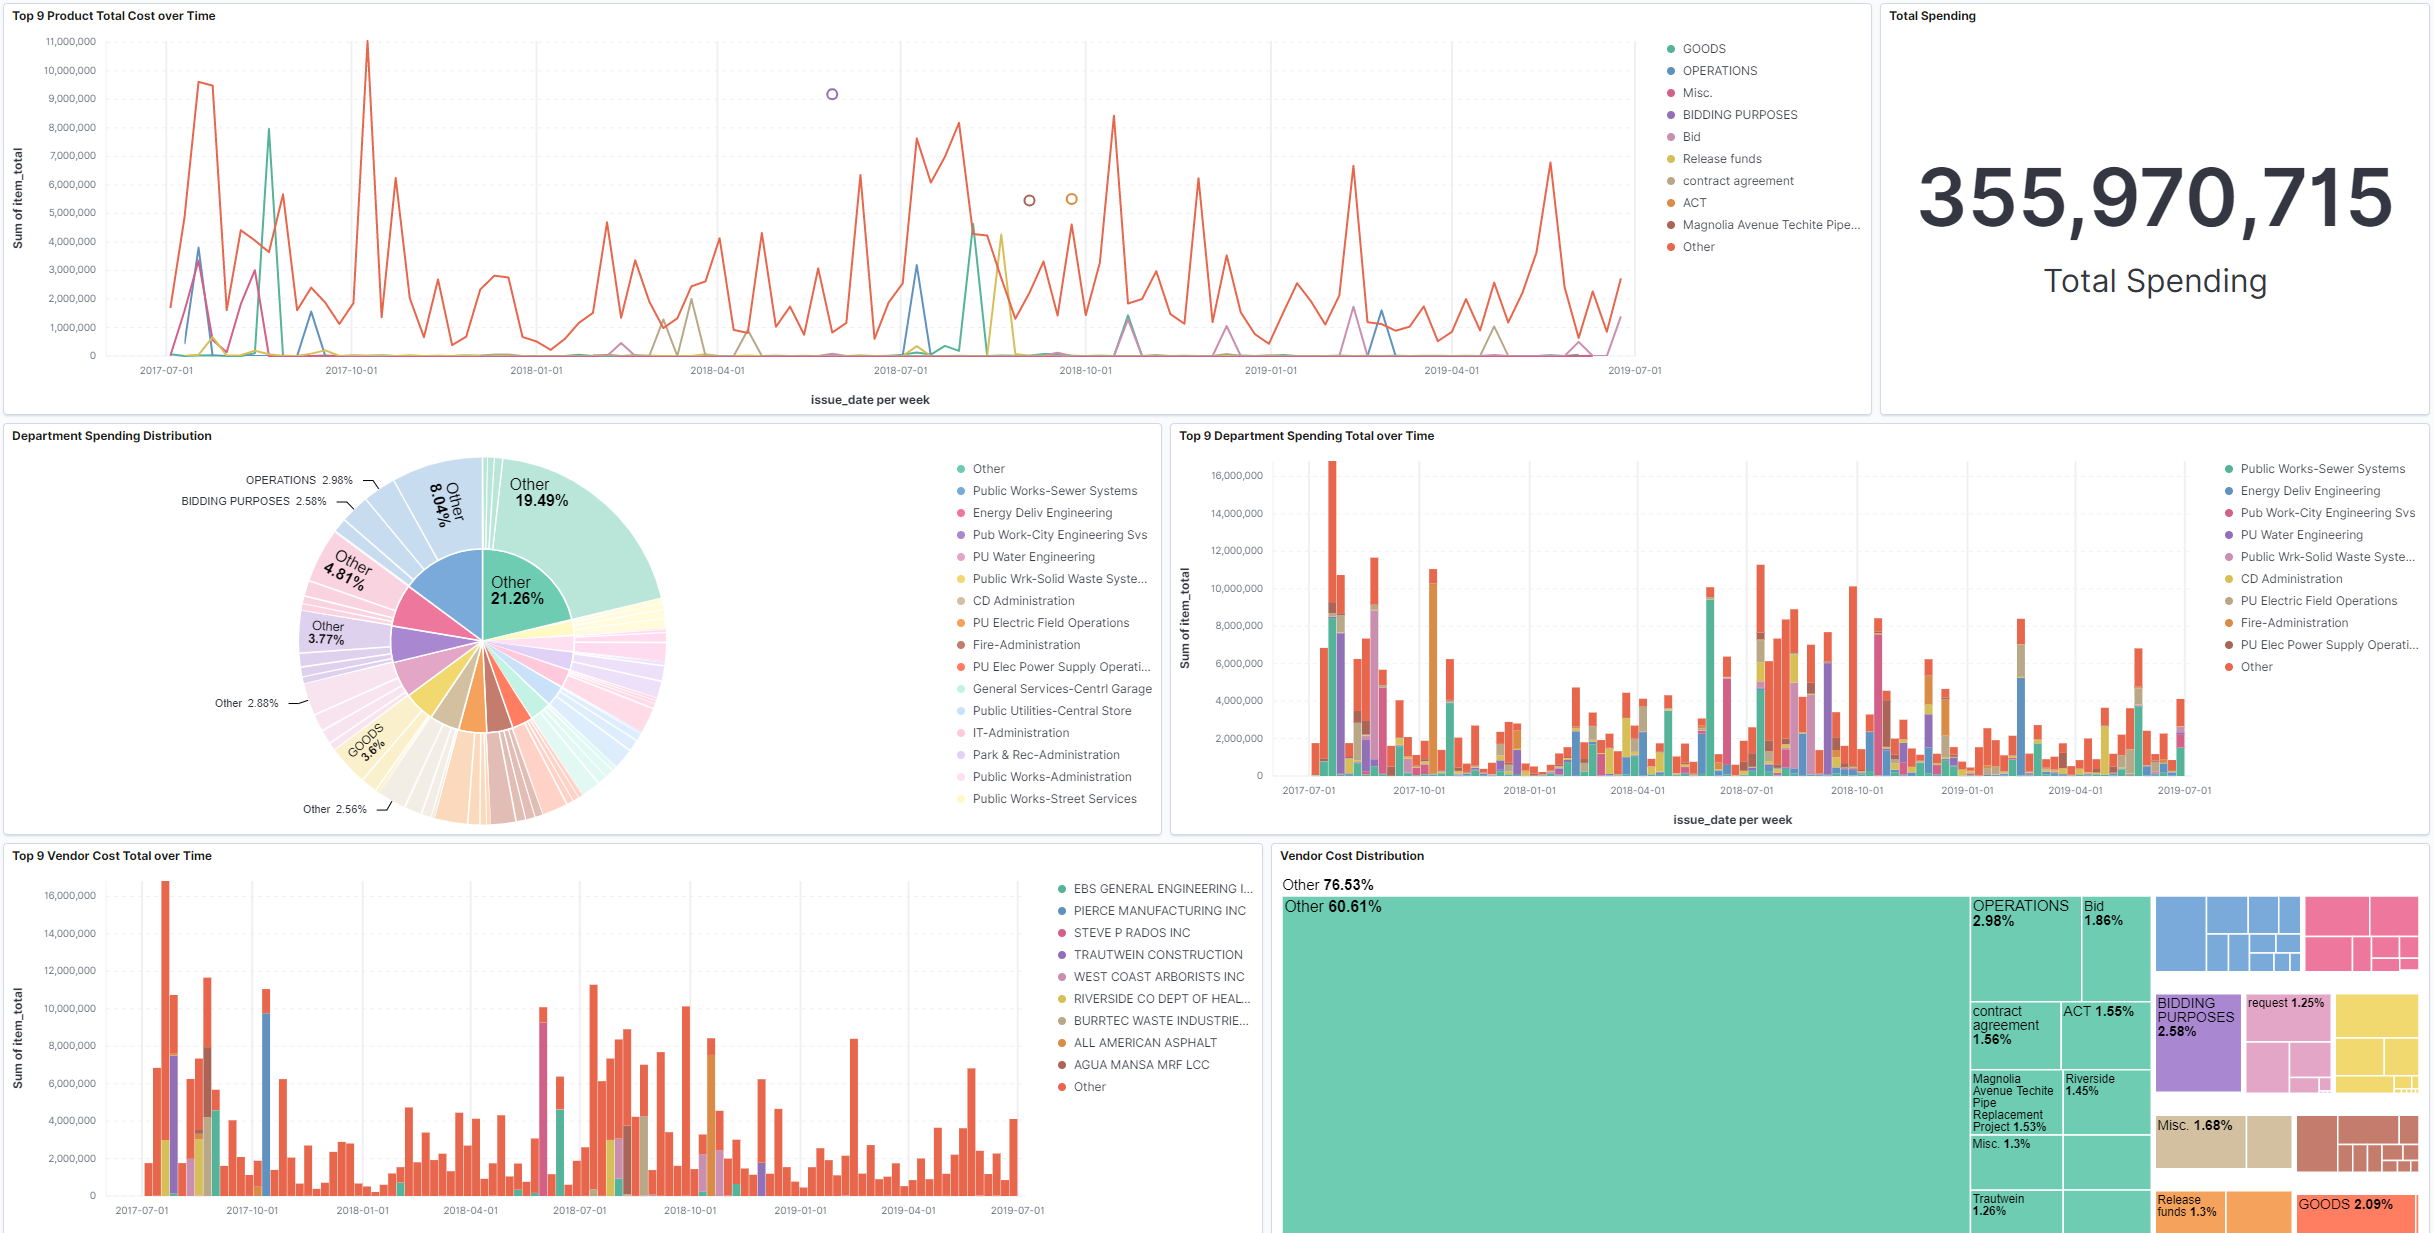 Top 9 Product Total Cost over Time
Sum of item_total
11,000,000
10,000,000
9,000,000
8,000,000
7,000,000
6,000,000
5,000,000
4,000,000
3,000,000
2,000,000
1,000,000
0
2017-07-01
2017-10-01
2018-01-01
2018-04-01
2018-07-01
2018-10-01
2019-01-01
2019-04-01
2019-07-01
issue_date per week
GOODS
OPERATIONS
Misc.
BIDDING PURPOSES
Bid
Release funds
contract agreement
ACT
Magnolia Avenue Techite Pipe...
Other
Total Spending
355,970,715
Total Spending
Department Spending Distribution
OPERATIONS 2.98%
BIDDING PURPOSES 2.58%
Other
8.04%
Other
19.49%
Other
4.81%
Other
21.26%
Other
3.77%
Other 2.88%
GOODS
3.6%
Other 2.56%
Other
Public Works-Sewer Systems
Energy Deliv Engineering
Pub Work-City Engineering Svs
PU Water Engineering
Public Wrk-Solid Waste Syste...
CD Administration
PU Electric Field Operations
Fire-Administration
PU Elec Power Supply Operati...
General Services-Centrl Garage
Public Utilities-Central Store
IT-Administration
Park & Rec-Administration
Public Works-Administration
Public Works-Street Services
Top 9 Department Spending Total over Time
Sum of item_total
16,000,000
14,000,000
12,000,000
10,000,000
8,000,000
6,000,000
4,000,000
2,000,000
0
2017-07-01
2017-10-01
2018-01-01
2018-04-01
2018-07-01
2018-10-01
2019-01-01
2019-04-01
2019-07-01
issue_date per week
Public Works-Sewer Systems
Energy Deliv Engineering
Pub Work-City Engineering Svs
PU Water Engineering
Public Wrk-Solid Waste Syste...
CD Administration
PU Electric Field Operations
Fire-Administration
PU Elec Power Supply Operati...
Other
Top 9 Vendor Cost Total over Time
Sum of item_total
16,000,000
14,000,000
12,000,000
10,000,000
8,000,000
6,000,000
4,000,000
2,000,000
0
2017-07-01
2017-10-01
2018-01-01
2018-04-01
2018-07-01
2018-10-01
2019-01-01
2019-04-01
2019-07-01
EBS GENERAL ENGINEERING I...
PIERCE MANUFACTURING INC
STEVE P RADOS INC
TRAUTWEIN CONSTRUCTION
WEST COAST ARBORISTS INC
RIVERSIDE CO DEPT OF HEAL...
BURRTEC WASTE INDUSTRIE...
ALL AMERICAN ASPHALT
AGUA MANSA MRF LCC
Other
Vendor Cost Distribution
Other 76.53%
Other 60.61%
OPERATIONS
2.98%
Bid
1.86%
contract
agreement
1.56%
ACT 1.55%
Magnolia
Avenue Techite
Pipe
Replacement
Project 1.53%
Riverside
1.45%
Misc. 1.3%
Trautwein
1.26%
BIDDING
PURPOSES
2.58%
request 1.25%
Misc. 1.68%
Release
funds 1.3%
GOODS 2.09%